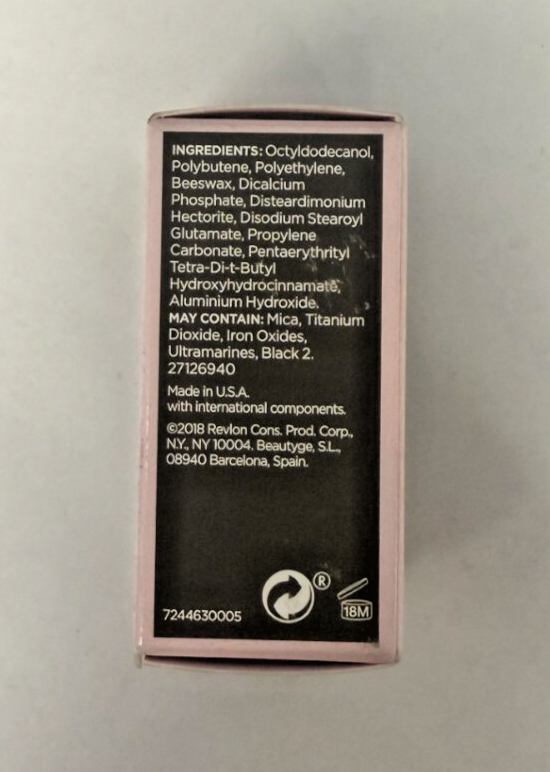 INGREDIENTS: Octyldodecanol,
Polybutene, Polyethylene,
Beeswax, Dicalcium
Phosphate, Disteardimonium
Hectorite, Disodium Stearoyl
Glutamate, Propylene
Carbonate, Pentaerythrityl
Tetra-Di-t-Butyl
Hydroxyhydrocinnamate,
Aluminium Hydroxide.
MAY CONTAIN: Mica, Titanium
Dioxide, Iron Oxides,
Ultramarines, Black 2.
27126940
Made in U.S.A.
with international components.
©2018 Revlon Cons. Prod. Corp.,
N.Y., NY 10004. Beautyge, S.L.,
08940 Barcelona, Spain.
7244630005 ® 18M